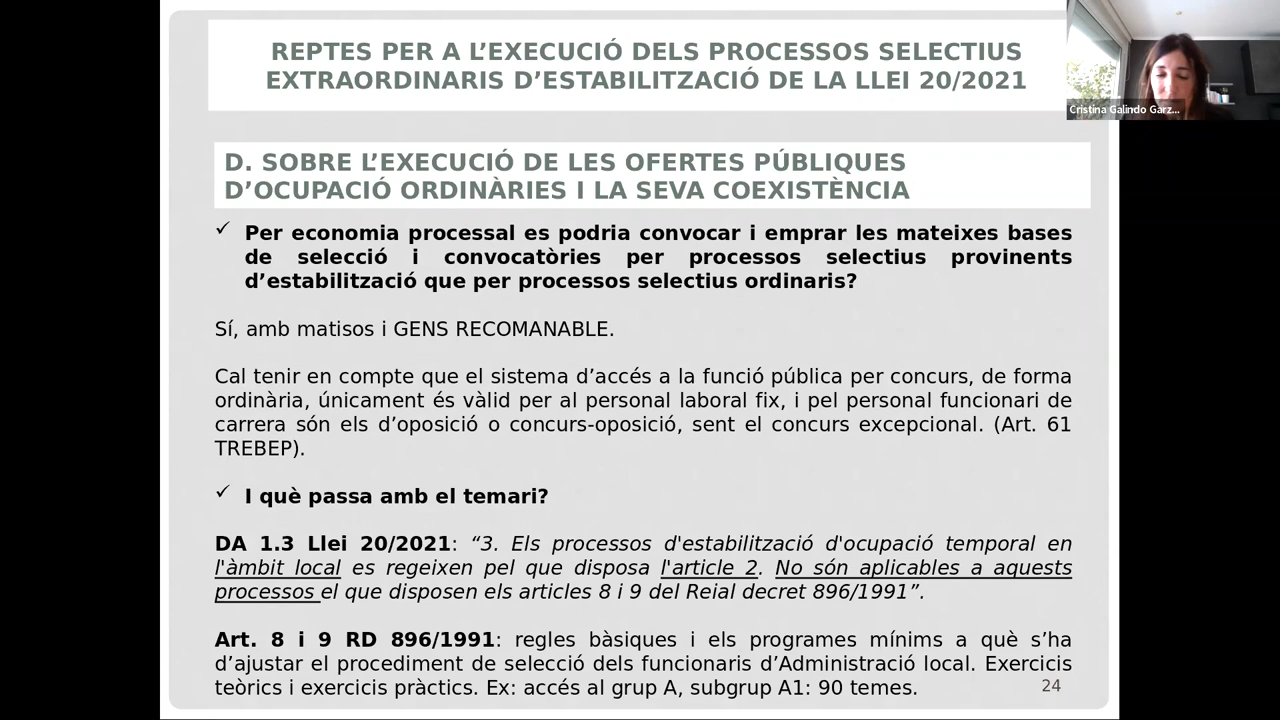 REPTES PER A L’EXECUCIÓ DELS PROCESSOS SELECTIUS
EXTRAORDINARIS D’ESTABILITZACIÓ DE LA LLEI 20/2021
Cristina Galindo Garz...
D. SOBRE L’EXECUCIÓ DE LES OFERTES PÚBLIQUES
D’OCUPACIÓ ORDINÀRIES I LA SEVA COEXISTÈNCIA
✓ Per economia processal es podria convocar i emprar les mateixes bases
de selecció i convocatòries per processos selectius provinents
d’estabilització que per processos selectius ordinaris?
Sí, amb matisos i GENS RECOMANABLE.
Cal tenir en compte que el sistema d’accés a la funció pública per concurs, de forma
ordinària, únicament és vàlid per al personal laboral fix, i pel personal funcionari de
carrera són els d’oposició o concurs-oposició, sent el concurs excepcional. (Art. 61
TREBEP).
✓ I què passa amb el temari?
DA 1.3 Llei 20/2021: “3. Els processos d'estabilització d'ocupació temporal en
l'àmbit local es regeixen pel que disposa l'article 2. No són aplicables a aquests
processos el que disposen els articles 8 i 9 del Reial decret 896/1991”.
Art. 8 i 9 RD 896/1991: regles bàsiques i els programes mínims a què s’ha
d’ajustar el procediment de selecció dels funcionaris d’Administració local. Exercicis
teòrics i exercicis pràctics. Ex: accés al grup A, subgrup A1: 90 temes.
24